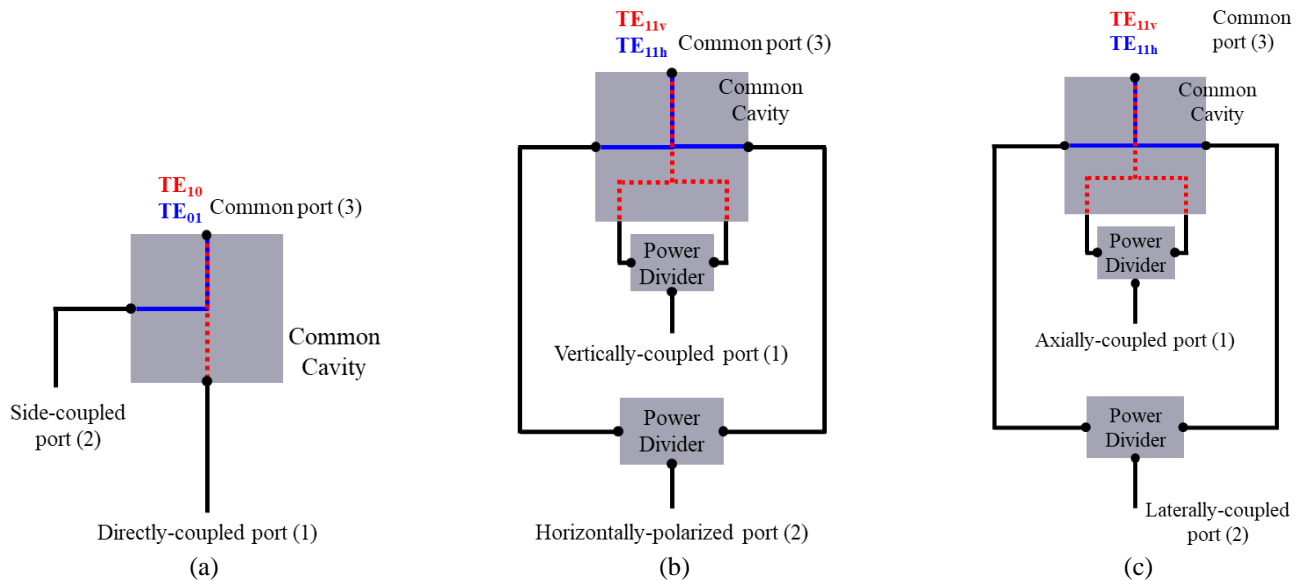 TE10
TE01
Common port (3)
Common
Cavity
Side-coupled
port (2)
Directly-coupled port (1)
(a)
TE11v
TE11h
Common port (3)
Common
Cavity
Power
Divider
Vertically-coupled port (1)
Power
Divider
Horizontally-polarized port (2)
(b)
TE11v
TE11h
Common
port (3)
Common
Cavity
Power
Divider
Axially-coupled port (1)
Power
Divider
Laterally-coupled
port (2)
(c)